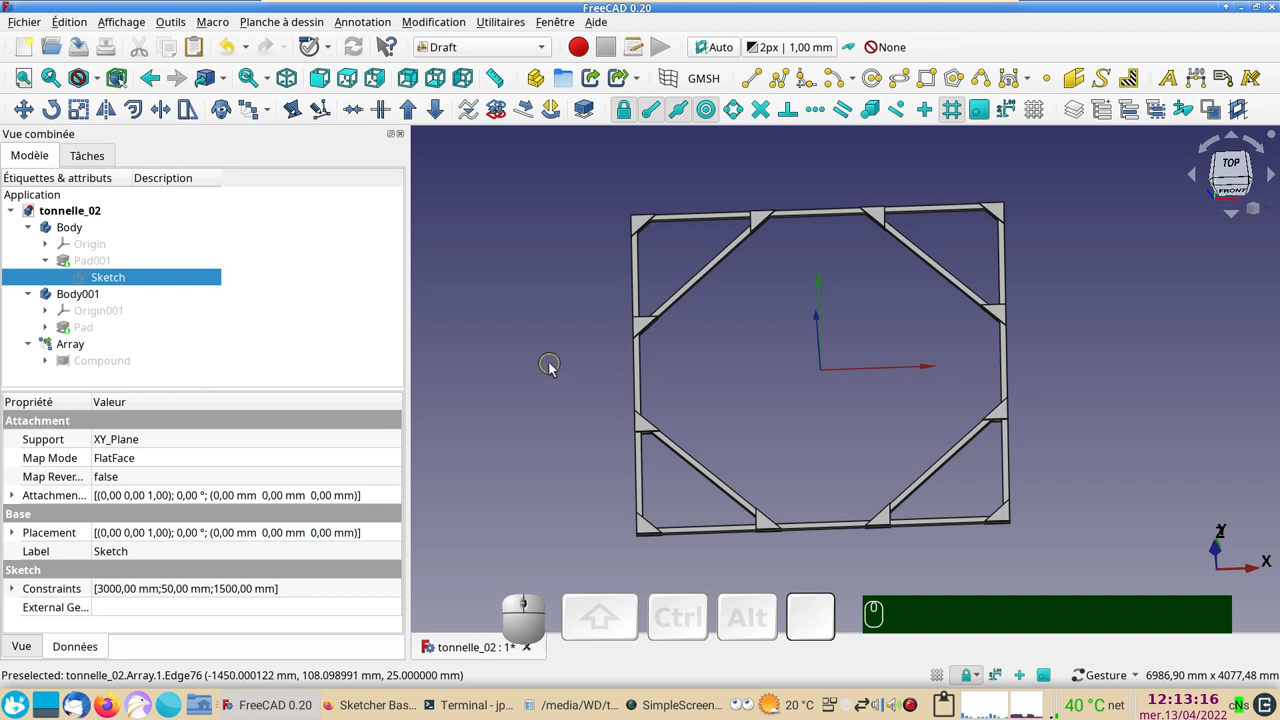 FreeCAD 0.20
Fichier Édition Affichage Outils Macro Planche à dessin Annotation Modification Utilitaires Fenêtre Aide
Draft Auto 2px | 1,00 mm None
GMSH
Vue combinée
Modèle Tâches
Étiquettes & attributs Description
Application
tonnelle_02
Body
Origin
Pad001
Sketch
Body001
Origin001
Pad
Array
Compound
Propriété Valeur
Attachment
Support XY_Plane
Map Mode FlatFace
Map Rever... false
Attachmen... [(0,00 0,00 1,00); 0,00 °; (0,00 mm 0,00 mm 0,00 mm)]
Base
Placement [(0,00 0,00 1,00); 0,00 °; (0,00 mm 0,00 mm 0,00 mm)]
Label Sketch
Sketch
Constraints [3000,00 mm;50,00 mm;1500,00 mm]
External Ge...
Vue Données
TOP
FRONT
Z
X
Ctrl Alt
tonnelle_02 : 1*
Preselected: tonnelle_02.Array.1.Edge76 (-1450.000122 mm, 108.098991 mm, 25.000000 mm)
Gesture 6986,90 mm x 4077,48 mm
FreeCAD 0.20 Sketcher Bas... Terminal - jp... /media/WD/t... SimpleScreen... 20 °C 40 °C net 12:13:16
mer.13/04/2022